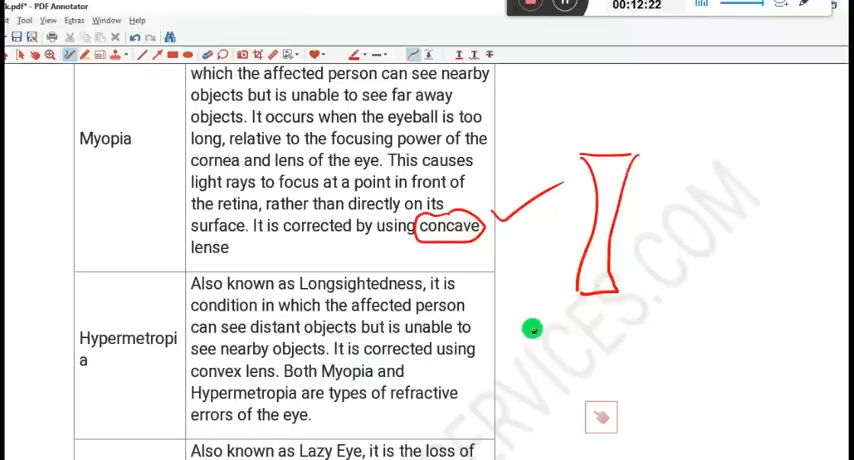 k.pdf* - PDF Annotator
00:12:22
it Tool View Extras Window Help
which the affected person can see nearby
objects but is unable to see far away
objects. It occurs when the eyeball is too
Myopia
long, relative to the focusing power of the
cornea and lens of the eye. This causes
light rays to focus at a point in front of
the retina, rather than directly on its
surface. It is corrected by using concave
lense
Also known as Longsightedness, it is
condition in which the affected person
can see distant objects but is unable to
Hypermetropi
a
see nearby objects. It is corrected using
convex lens. Both Myopia and
Hypermetropia are types of refractive
errors of the eye.
Also known as Lazy Eye, it is the loss of
SERVICES.COM